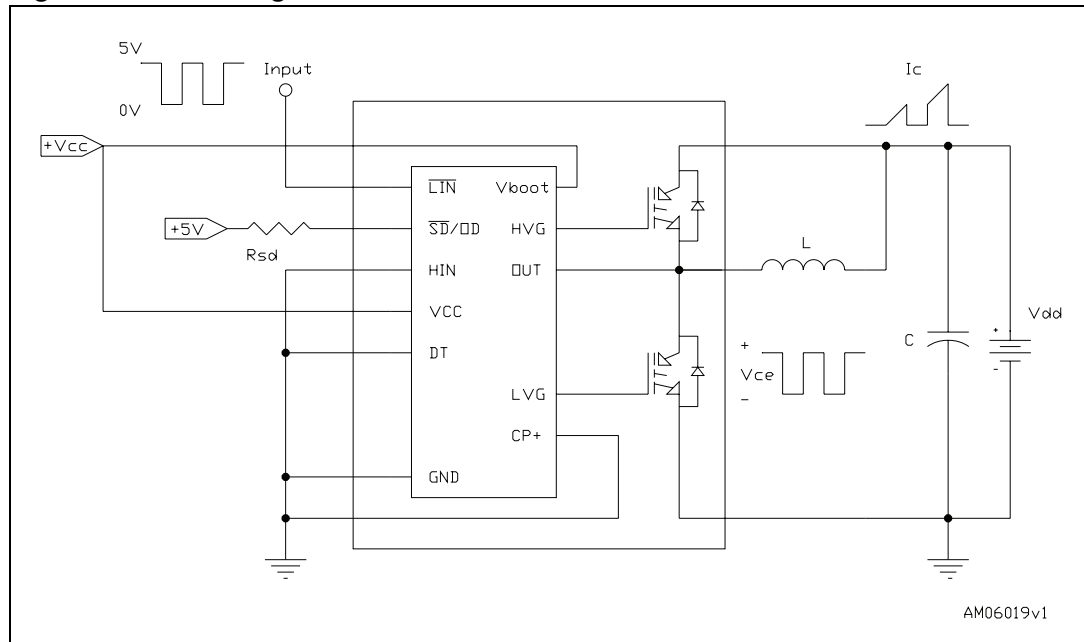 5V
0V
Input
Ic
+Vcc
LIN
Vboot
+5V
Rsd
SD/OD
HVG
L
HIN
OUT
VCC
Vdd
+
-
C
DT
+
Vce
-
LVG
CP+
GND
AM06019v1